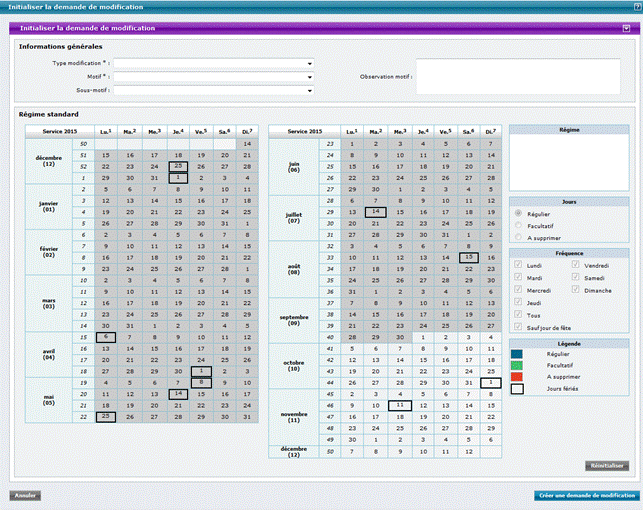 Initialiser la demande de modification
Initialiser la demande de modification
Informations générales
Type modification * :
Motif * :
Sous-motif :
Observation motif :
Régime standard
Service 2015 Lu.1 Ma.2 Me.3 Je.4 Ve.5 Sa.6 Di.7
décembre (12)
50 14
51 15 16 17 18 19 20 21
52 22 23 24 25 26 27 28
1 29 30 31 1 2 3 4
janvier (01)
2 5 6 7 8 9 10 11
3 12 13 14 15 16 17 18
4 19 20 21 22 23 24 25
5 26 27 28 29 30 31 1
février (02)
6 2 3 4 5 6 7 8
7 9 10 11 12 13 14 15
8 16 17 18 19 20 21 22
9 23 24 25 26 27 28 1
mars (03)
10 2 3 4 5 6 7 8
11 9 10 11 12 13 14 15
12 16 17 18 19 20 21 22
13 23 24 25 26 27 28 29
14 30 31 1 2 3 4 5
avril (04)
15 6 7 8 9 10 11 12
16 13 14 15 16 17 18 19
17 20 21 22 23 24 25 26
18 27 28 29 30 1 2 3
mai (05)
19 4 5 6 7 8 9 10
20 11 12 13 14 15 16 17
21 18 19 20 21 22 23 24
22 25 26 27 28 29 30 31
Service 2015 Lu.1 Ma.2 Me.3 Je.4 Ve.5 Sa.6 Di.7
juin (06)
23 1 2 3 4 5 6 7
24 8 9 10 11 12 13 14
25 15 16 17 18 19 20 21
26 22 23 24 25 26 27 28
27 29 30 1 2 3 4 5
juillet (07)
28 6 7 8 9 10 11 12
29 13 14 15 16 17 18 19
30 20 21 22 23 24 25 26
31 27 28 29 30 31 1 2
août (08)
32 3 4 5 6 7 8 9
33 10 11 12 13 14 15 16
34 17 18 19 20 21 22 23
35 24 25 26 27 28 29 30
36 31 1 2 3 4 5 6
septembre (09)
37 7 8 9 10 11 12 13
38 14 15 16 17 18 19 20
39 21 22 23 24 25 26 27
40 28 29 30 1 2 3 4
octobre (10)
41 5 6 7 8 9 10 11
42 12 13 14 15 16 17 18
43 19 20 21 22 23 24 25
44 26 27 28 29 30 31 1
novembre (11)
45 2 3 4 5 6 7 8
46 9 10 11 12 13 14 15
47 16 17 18 19 20 21 22
48 23 24 25 26 27 28 29
49 30 1 2 3 4 5 6
décembre (12)
50 7 8 9 10 11 12
Régime
Jours
Régulier
Facultatif
A supprimer
Fréquence
Lundi Vendredi
Mardi Samedi
Mercredi Dimanche
Jeudi
Tous
Sauf jour de fête
Légende
Régulier
Facultatif
A supprimer
Jours fériés
Réinitialiser
Annuler
Créer une demande de modification